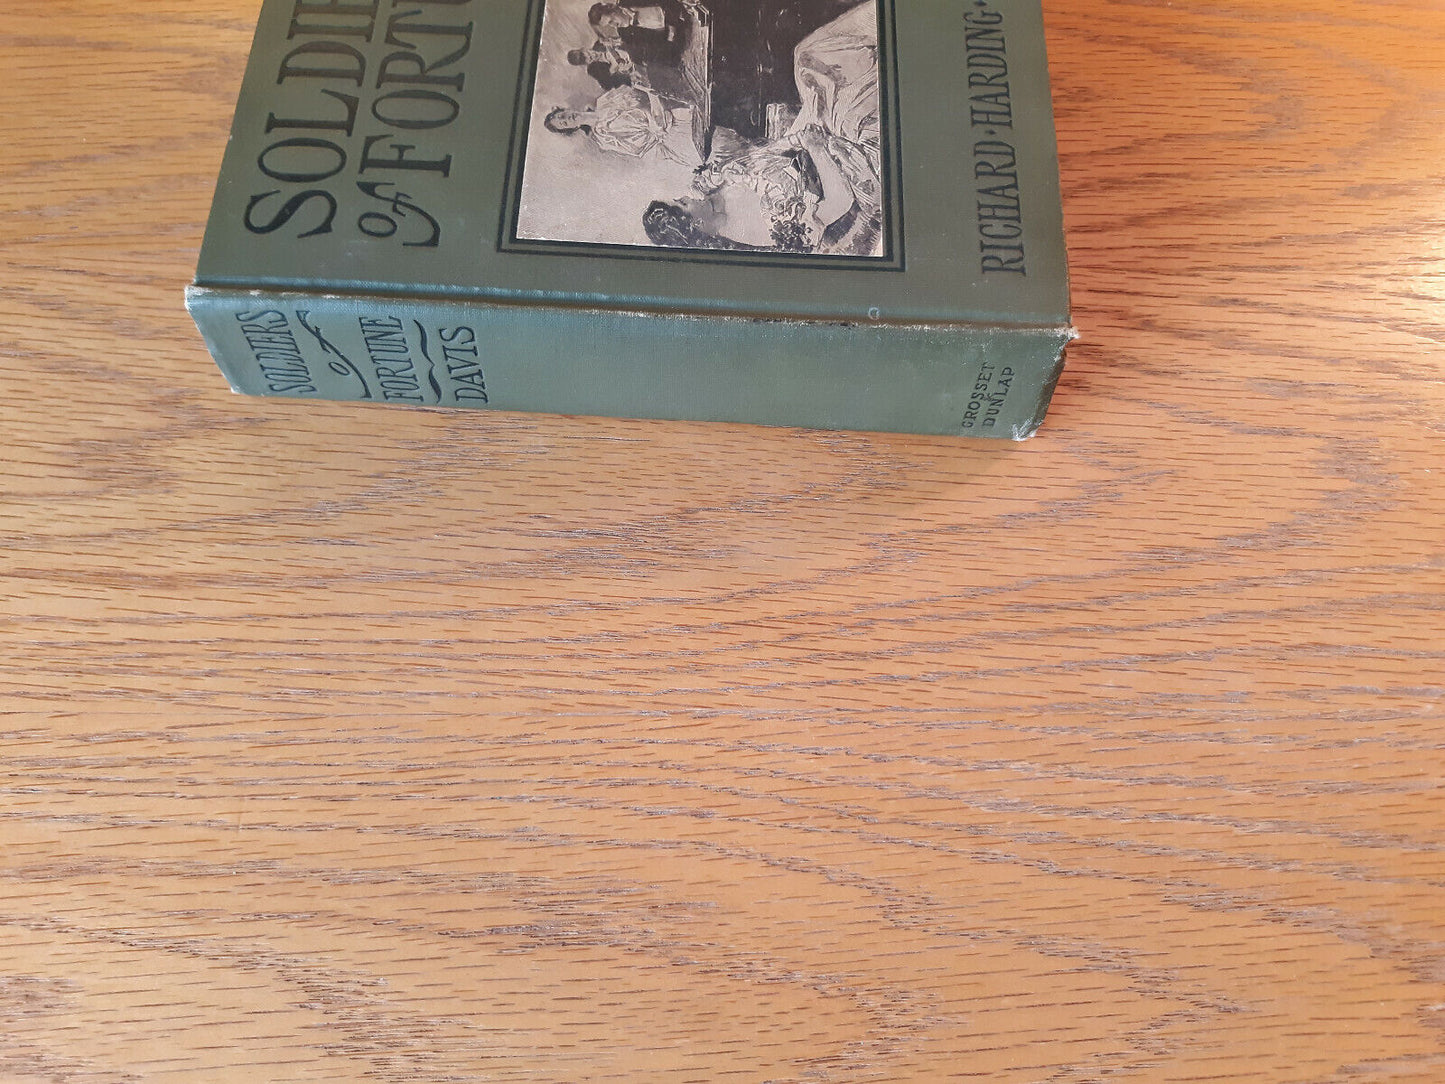 SOLDIE
OF FORTU
RICHARD · HARDING ·
SOLDIERS
OF
FORTUNE
DAVIS
GROSSET
&
DUNLAP